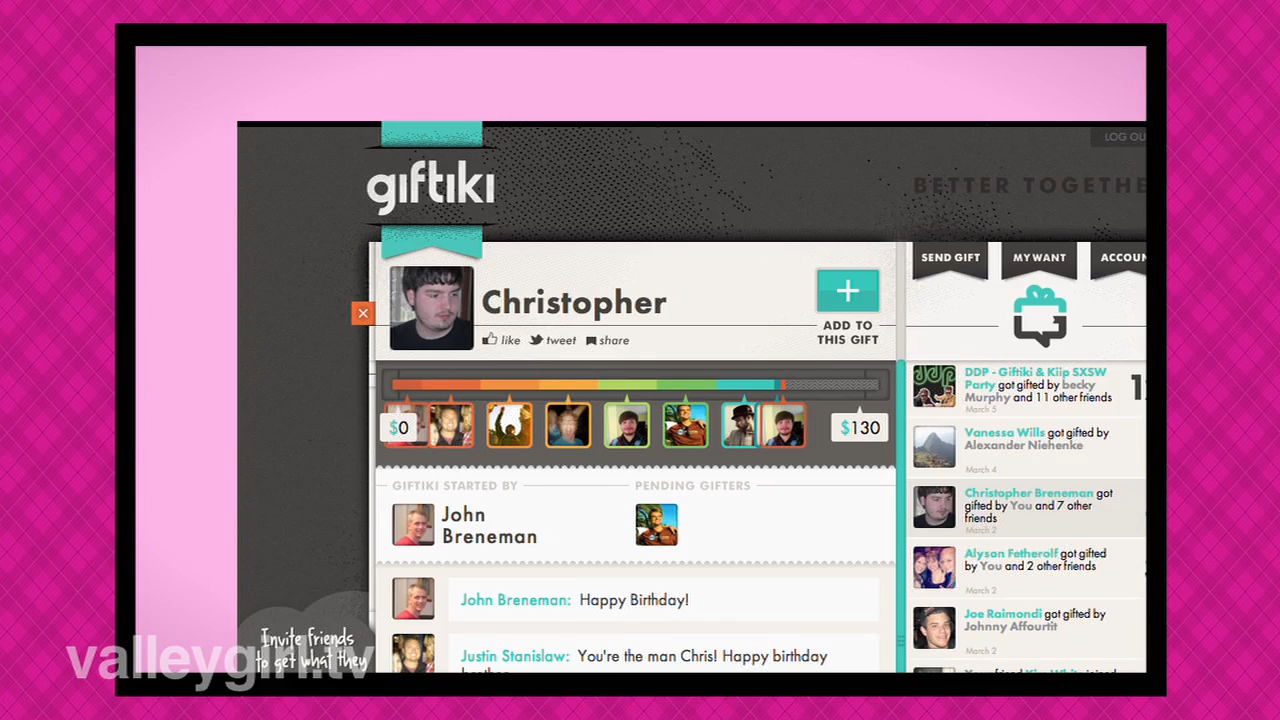 LOG OU
giftiki
BETTER TOGETHE
SEND GIFT
MY WANT
ACCOUN
Christopher
ADD TO
THIS GIFT
like
tweet
share
$0
$130
GIFTIKI STARTED BY
PENDING GIFTERS
John
Breneman
John Breneman: Happy Birthday!
Justin Stanislaw: You're the man Chris! Happy birthday
DDP - Giftiki & Kiip SXSW
Party got gifted by becky
Murphy and 11 other friends
March 5
Vanessa Wills got gifted by
Alexander Niehenke
March 4
Christopher Breneman got
gifted by You and 7 other
friends
March 2
Alysan Fetherolf got gifted
by You and 2 other friends
March 2
Joe Raimondi got gifted by
Johnny Affourtit
March 2
Invite friends
to get what they
valleygirl.tv